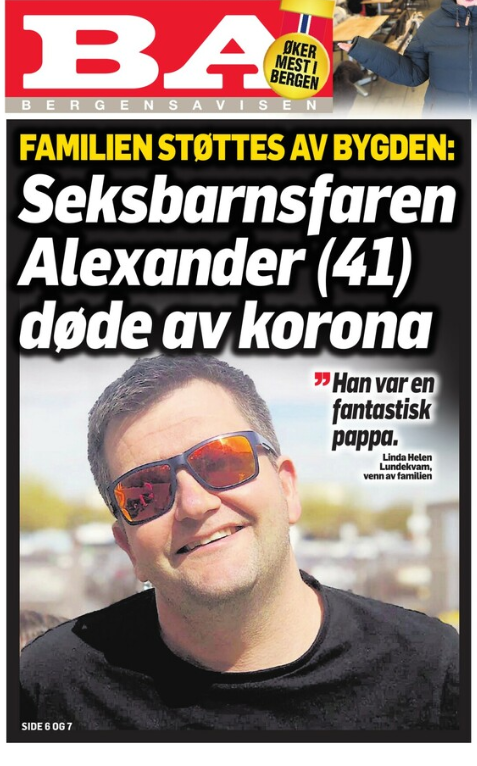 BA
ØKER
MEST I
BERGEN
BERGENSAVISEN
FAMILIEN STØTTES AV BYGDEN:
Seksbarnsfaren
Alexander (41)
døde av korona
” Han var en
fantastisk
pappa.
Linda Helen
Lundekvam,
venn av familien
SIDE 6 OG 7